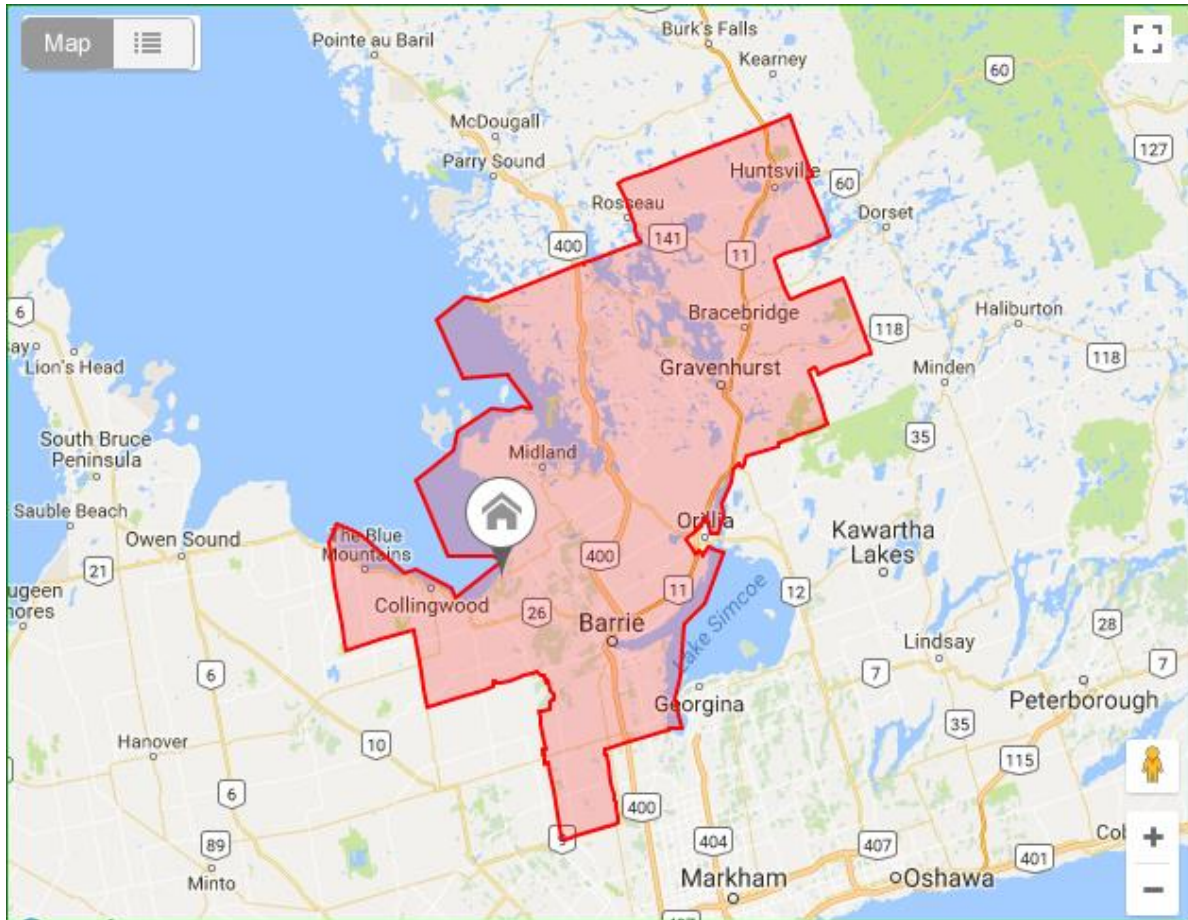 Map
Burk's Falls
Pointe au Baril
Kearney
60
McDougall
127
Parry Sound
Huntsville
60
Rosseau
Dorset
400
141
11
6
Bracebridge
Haliburton
118
118
Lion's Head
Gravenhurst
Minden
35
South Bruce
Peninsula
Midland
Sauble Beach
Orillia
Kawartha
Lakes
Owen Sound
The Blue
Mountains
400
21
11
12
Collingwood
26
Lake Simcoe
Barrie
28
Lindsay
6
7
7
Georgina
Peterborough
35
Hanover
10
115
6
400
404
407
89
401
Minto
Markham
Oshawa
+
−